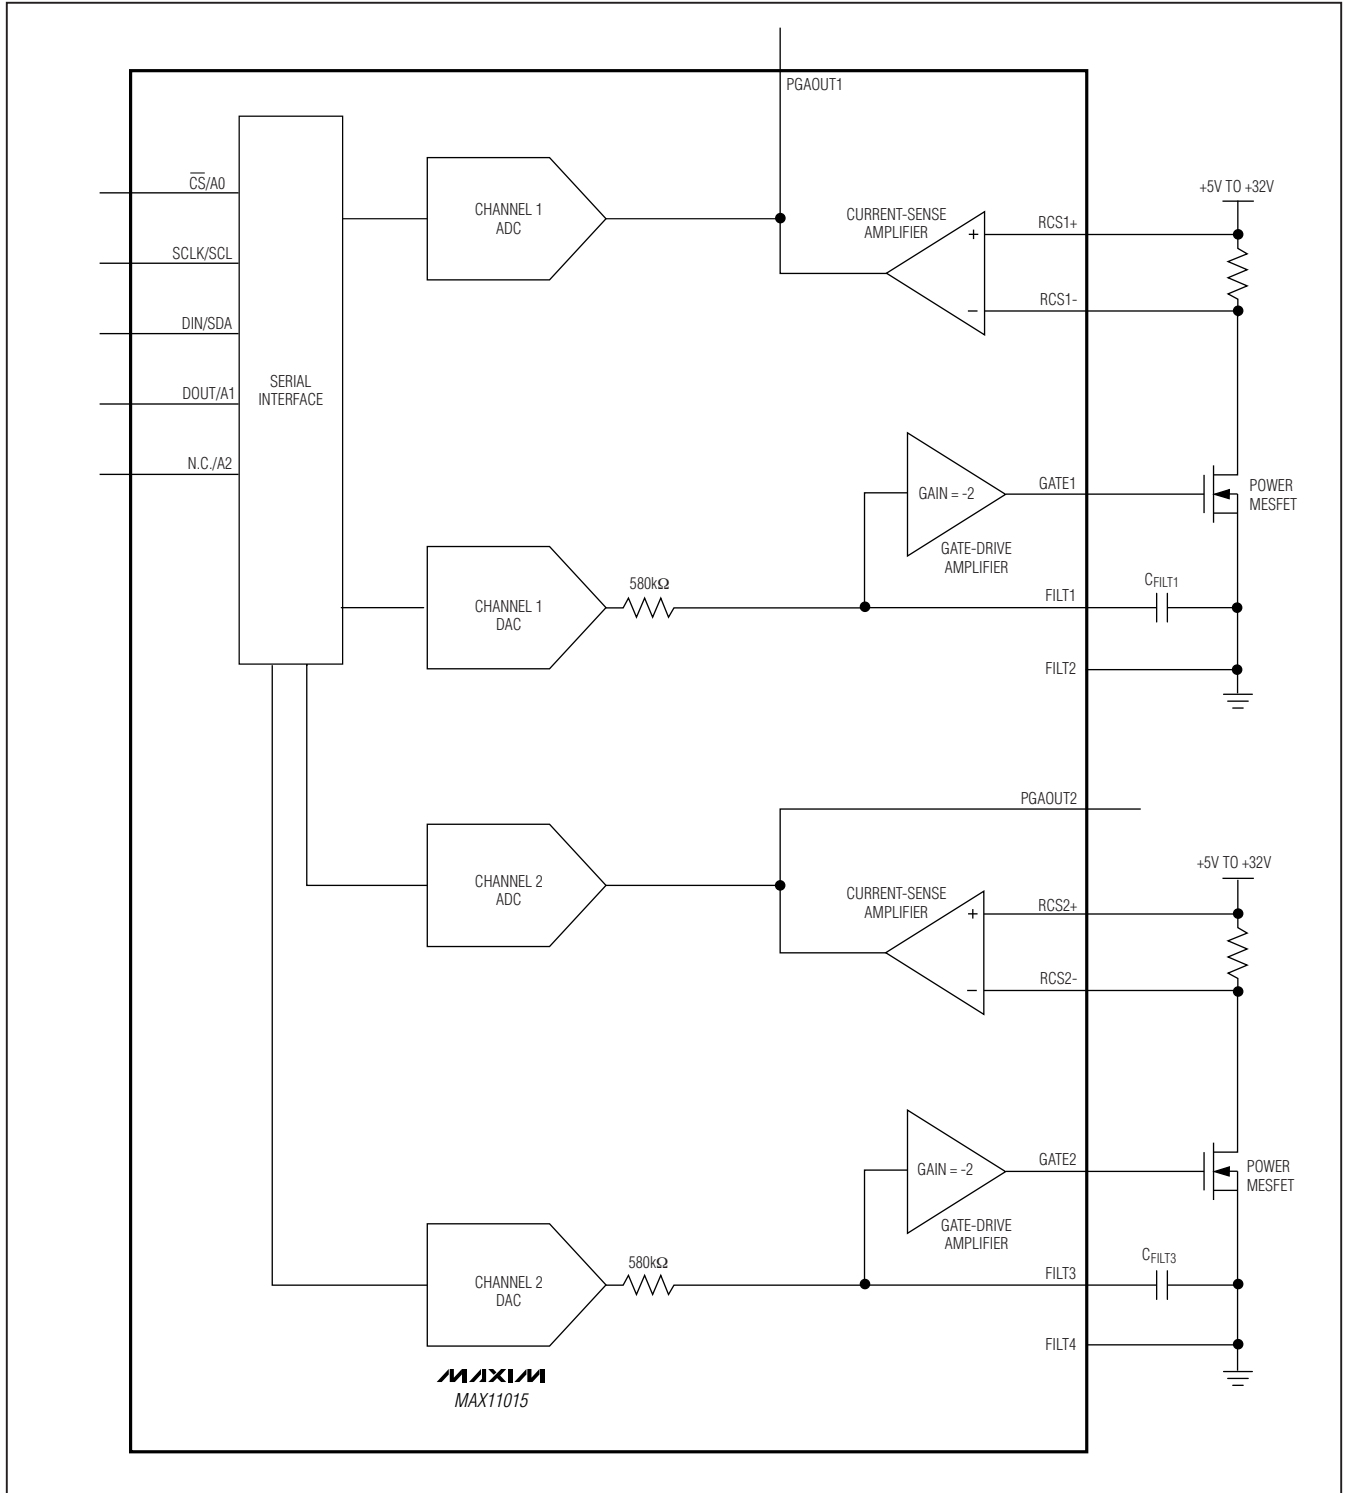 PGAOUT1
C̅S̅/A0
SCLK/SCL
DIN/SDA
DOUT/A1
N.C./A2
SERIAL
INTERFACE
CHANNEL 1
ADC
CURRENT-SENSE
AMPLIFIER
+
−
RCS1+
RCS1-
+5V TO +32V
GAIN = -2
GATE-DRIVE
AMPLIFIER
GATE1
POWER
MESFET
CHANNEL 1
DAC
580kΩ
FILT1
CFILT1
FILT2
PGAOUT2
CHANNEL 2
ADC
CURRENT-SENSE
AMPLIFIER
+
−
RCS2+
RCS2-
+5V TO +32V
GAIN = -2
GATE-DRIVE
AMPLIFIER
GATE2
POWER
MESFET
CHANNEL 2
DAC
580kΩ
FILT3
CFILT3
FILT4
MAXIM
MAX11015